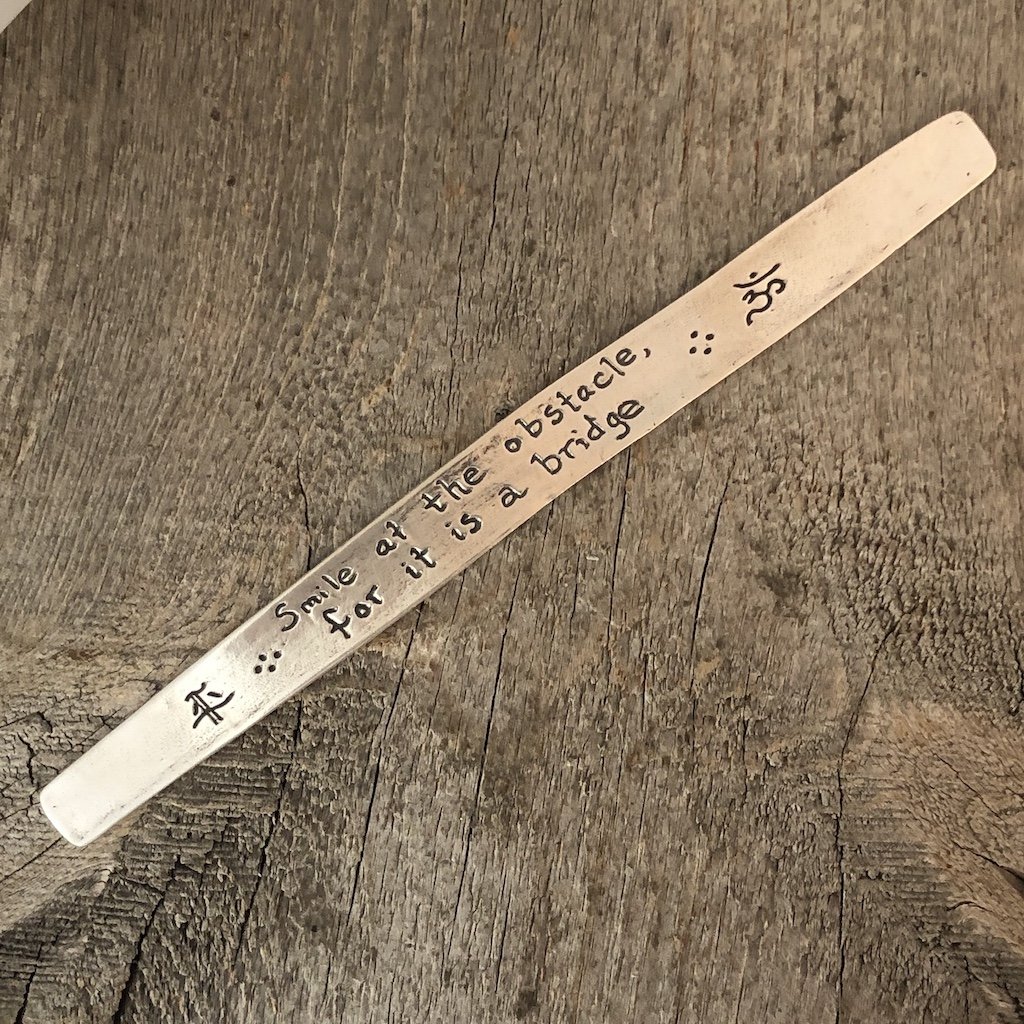 Smile at the obstacle,
for it is a bridge
ॐ